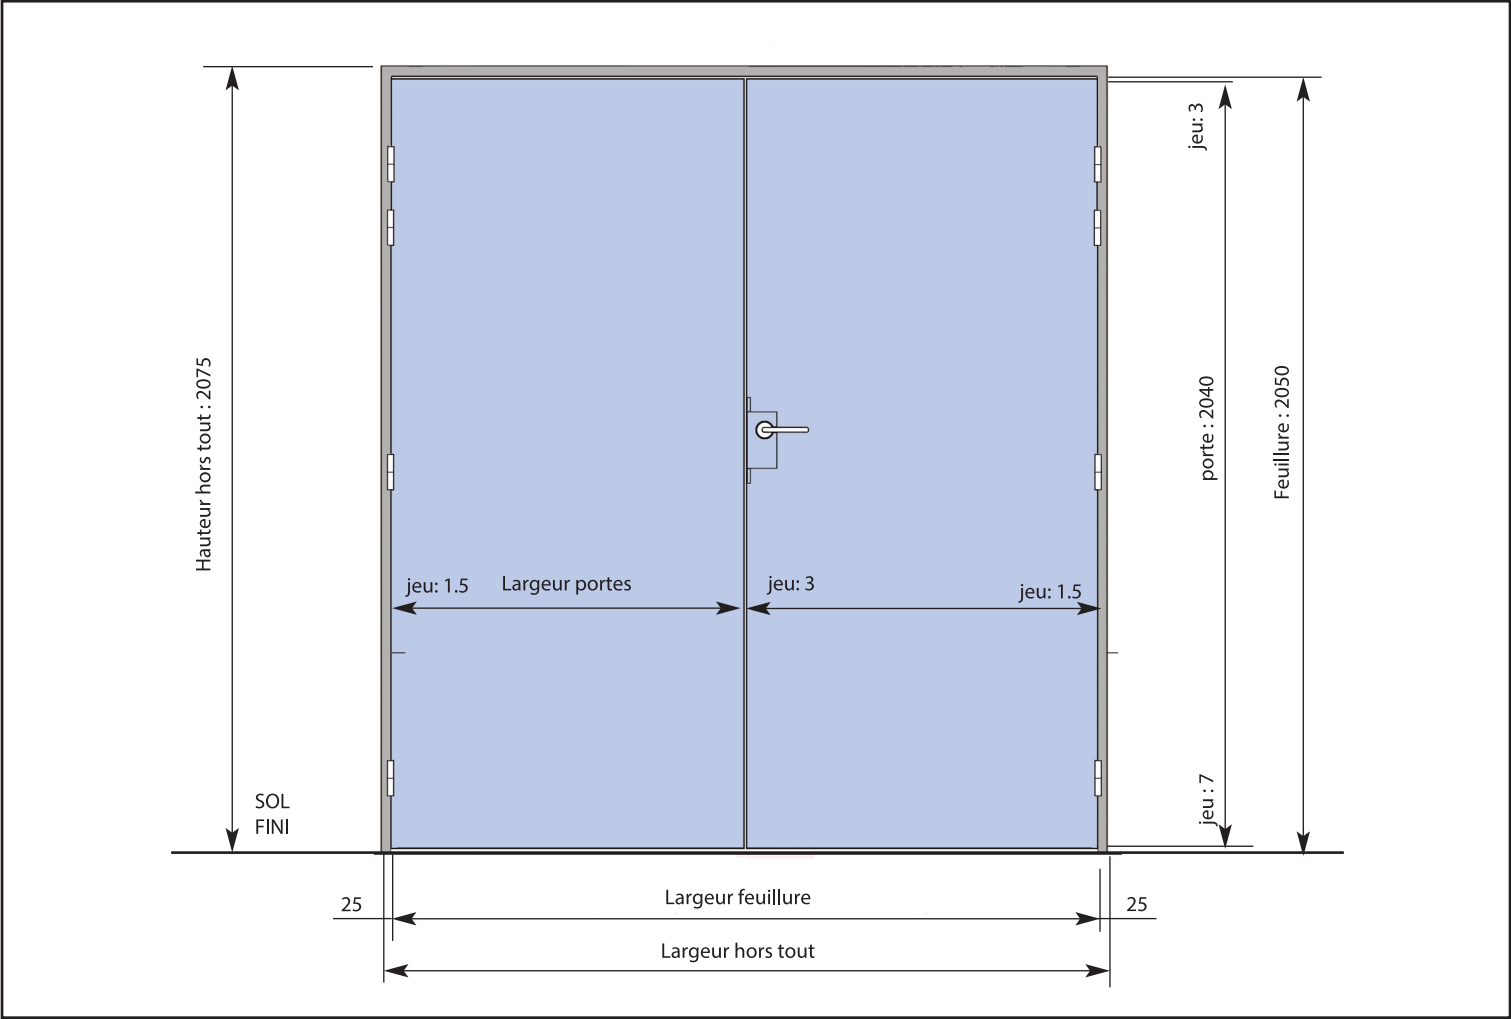 jeu: 3
Hauteur hors tout : 2075
porte : 2040
Feuillure : 2050
jeu: 1.5
Largeur portes
jeu: 3
jeu: 1.5
jeu : 7
SOL
FINI
25
Largeur feuillure
25
Largeur hors tout